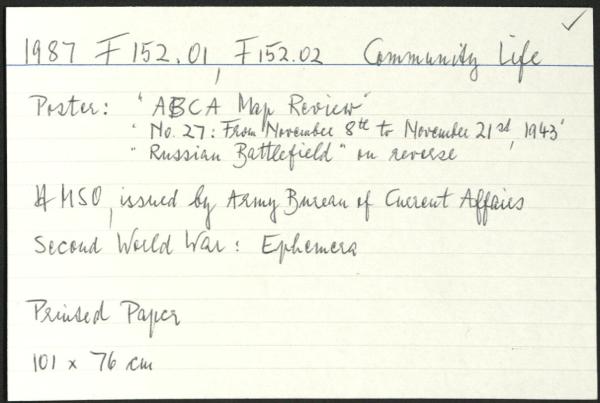 1987 F152.01, F152.02 Community Life
Poster: "ABCA Map Review"
'No. 27: From November 8th to November 21st, 1943'
"Russian Battlefield" on reverse
HMSO, issued by Army Bureau of Current Affairs
Second World War: Ephemera
Printed Paper
101 x 76 cm